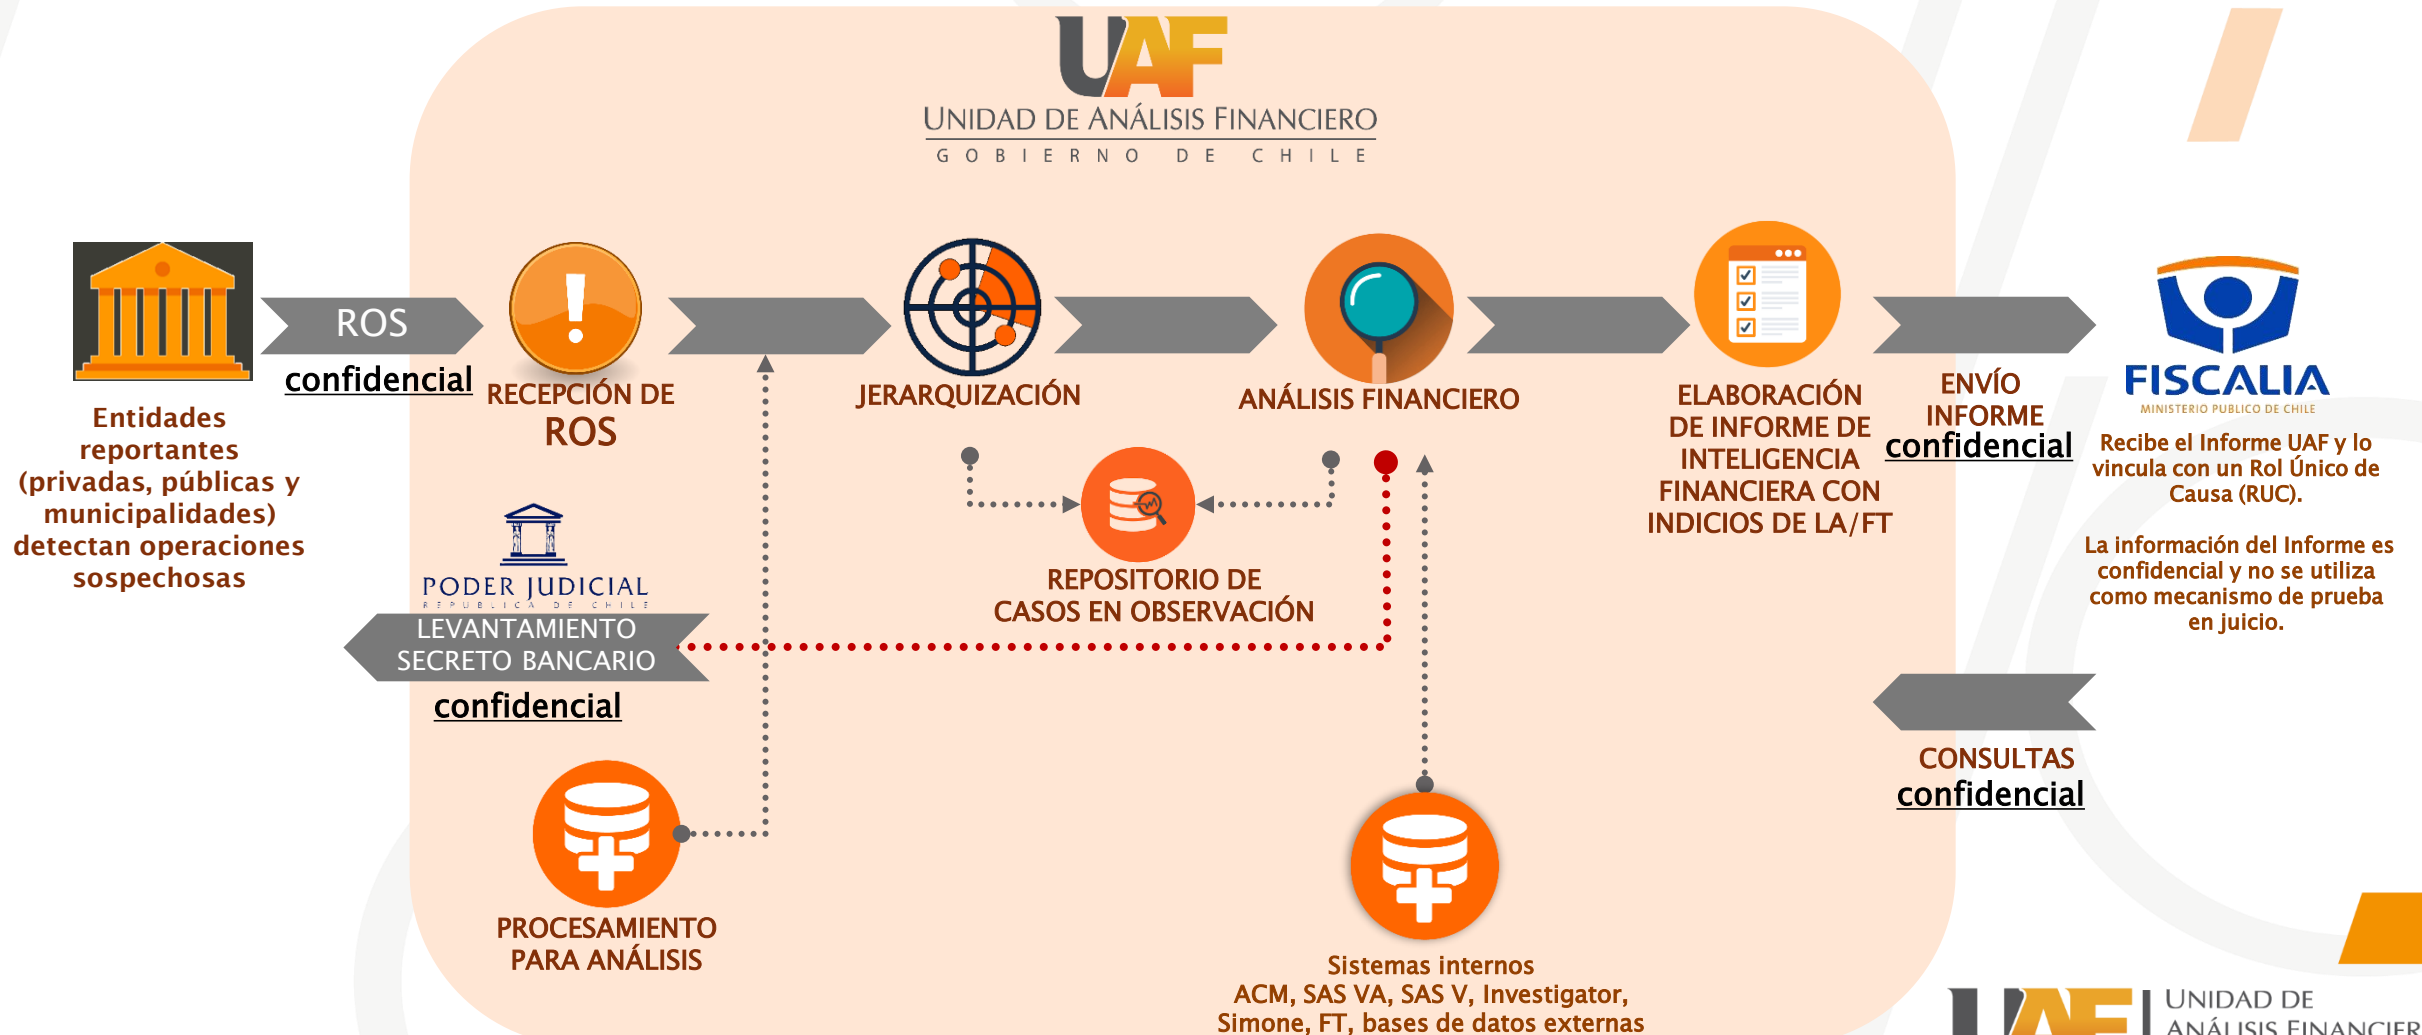 UAF
UNIDAD DE ANÁLISIS FINANCIERO
GOBIERNO DE CHILE
ROS
confidencial
Entidades
reportantes
(privadas, públicas y
municipalidades)
detectan operaciones
sospechosas
RECEPCIÓN DE
ROS
JERARQUIZACIÓN
ANÁLISIS FINANCIERO
ELABORACIÓN
DE INFORME DE
INTELIGENCIA
FINANCIERA CON
INDICIOS DE LA/FT
ENVÍO
INFORME
confidencial
FISCALIA
MINISTERIO PUBLICO DE CHILE
Recibe el Informe UAF y lo
vincula con un Rol Único de
Causa (RUC).
La información del Informe es
confidencial y no se utiliza
como mecanismo de prueba
en juicio.
REPOSITORIO DE
CASOS EN OBSERVACIÓN
PODER JUDICIAL
REPUBLICA DE CHILE
LEVANTAMIENTO
SECRETO BANCARIO
confidencial
CONSULTAS
confidencial
PROCESAMIENTO
PARA ANÁLISIS
Sistemas internos
ACM, SAS VA, SAS V, Investigator,
Simone, FT, bases de datos externas
UAF
UNIDAD DE
ANÁLISIS FINANCIER